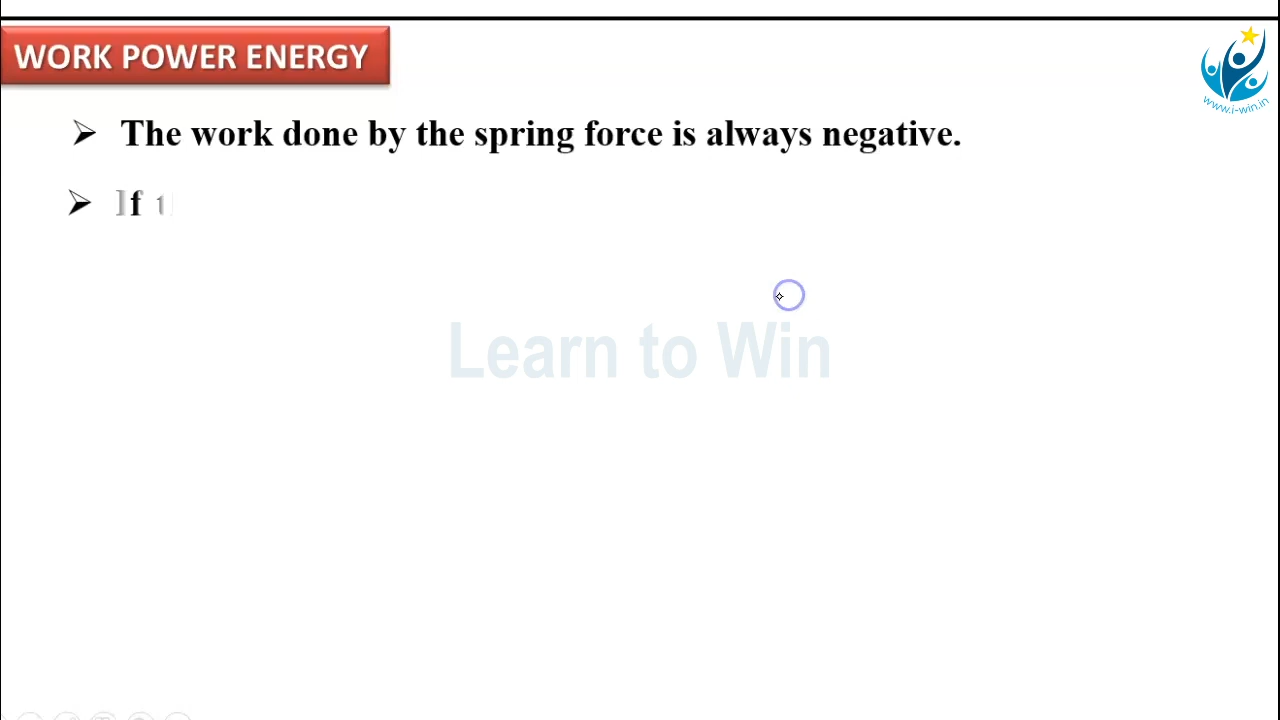 WORK POWER ENERGY
www.i-win.in
The work done by the spring force is always negative.
If
Learn to Win